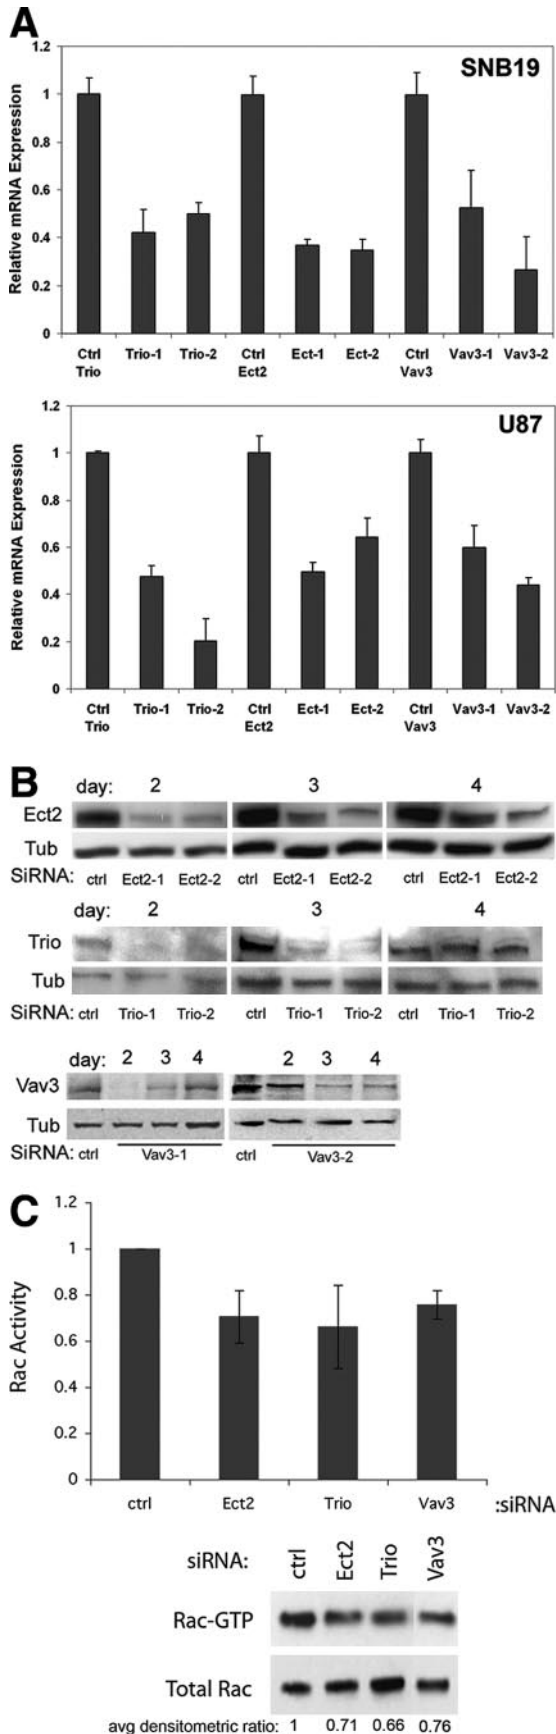 A
SNB19
Relative mRNA Expression
1.2
1
0.8
0.6
0.4
0.2
0
Ctrl Trio-1 Trio-2 Ctrl Ect-1 Ect-2 Ctrl Vav3-1 Vav3-2
Trio Ect2 Vav3
U87
Relative mRNA Expression
1.2
1
0.8
0.6
0.4
0.2
0
Ctrl Trio-1 Trio-2 Ctrl Ect-1 Ect-2 Ctrl Vav3-1 Vav3-2
Trio Ect2 Vav3
B
day: 2 3 4
Ect2
Tub
SiRNA: ctrl Ect2-1 Ect2-2 ctrl Ect2-1 Ect2-2 ctrl Ect2-1 Ect2-2
day: 2 3 4
Trio
Tub
SiRNA: ctrl Trio-1 Trio-2 ctrl Trio-1 Trio-2 ctrl Trio-1 Trio-2
day: 2 3 4 2 3 4
Vav3
Tub
SiRNA: ctrl Vav3-1 ctrl Vav3-2
C
Rac Activity
1.2
1
0.8
0.6
0.4
0.2
0
ctrl Ect2 Trio Vav3 :siRNA
siRNA: ctrl Ect2 Trio Vav3
Rac-GTP
Total Rac
avg densitometric ratio: 1 0.71 0.66 0.76